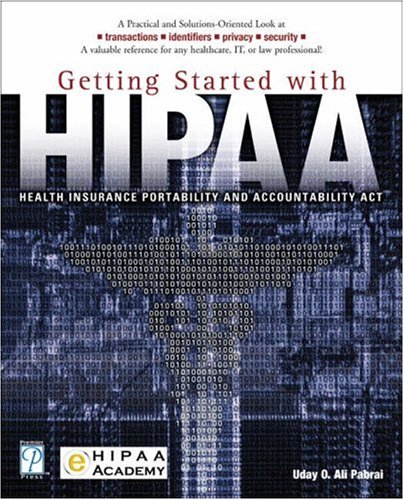 A Practical and Solutions-Oriented Look at
■ transactions ■ identifiers ■ privacy ■ security ■
A valuable reference for any healthcare, IT, or law professional!
Getting Started with
HIPAA
HEALTH INSURANCE PORTABILITY AND ACCOUNTABILITY ACT
Premier
P
Press
e HIPAA
ACADEMY
Uday O. Ali Pabrai